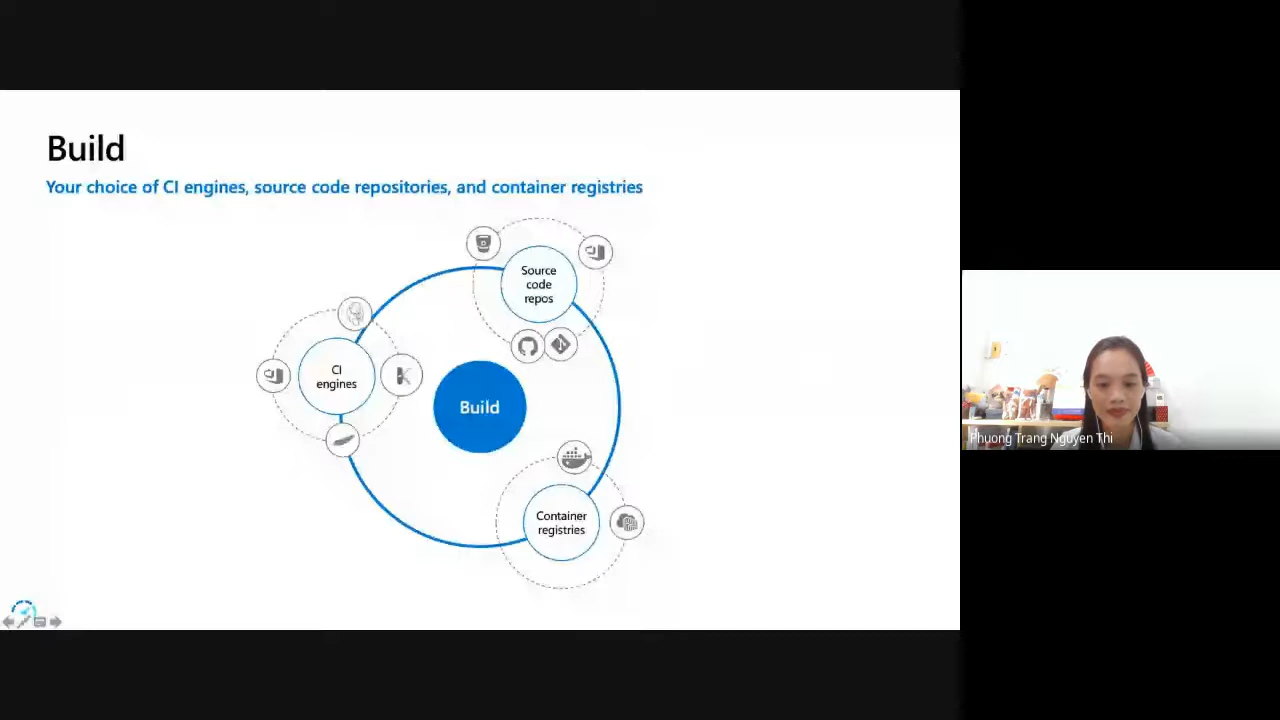 Build
Your choice of CI engines, source code repositories, and container registries
Source
code
repos
CI
engines
Build
Container
registries
Phuong Trang Nguyen Thi